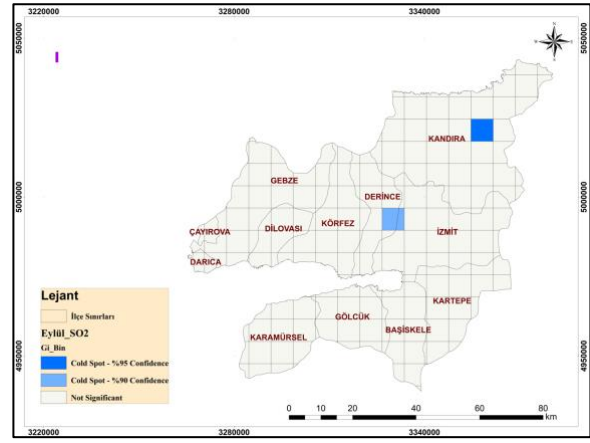 3220000 3280000 3340000
5050000 5050000
KANDIRA
GEBZE
DERİNCE
5000000 5000000
ÇAYIROVA
DİLOVASI
KÖRFEZ
İZMİT
DARICA
KARTEPE
GÖLCÜK
BAŞİSKELE
KARAMÜRSEL
4950000 4950000
Lejant
İlçe Sınırları
Eylül_SO2
Gi_Bin
Cold Spot - %95 Confidence
Cold Spot - %90 Confidence
Not Significant
0 10 20 40 60 80
km
3220000 3280000 3340000